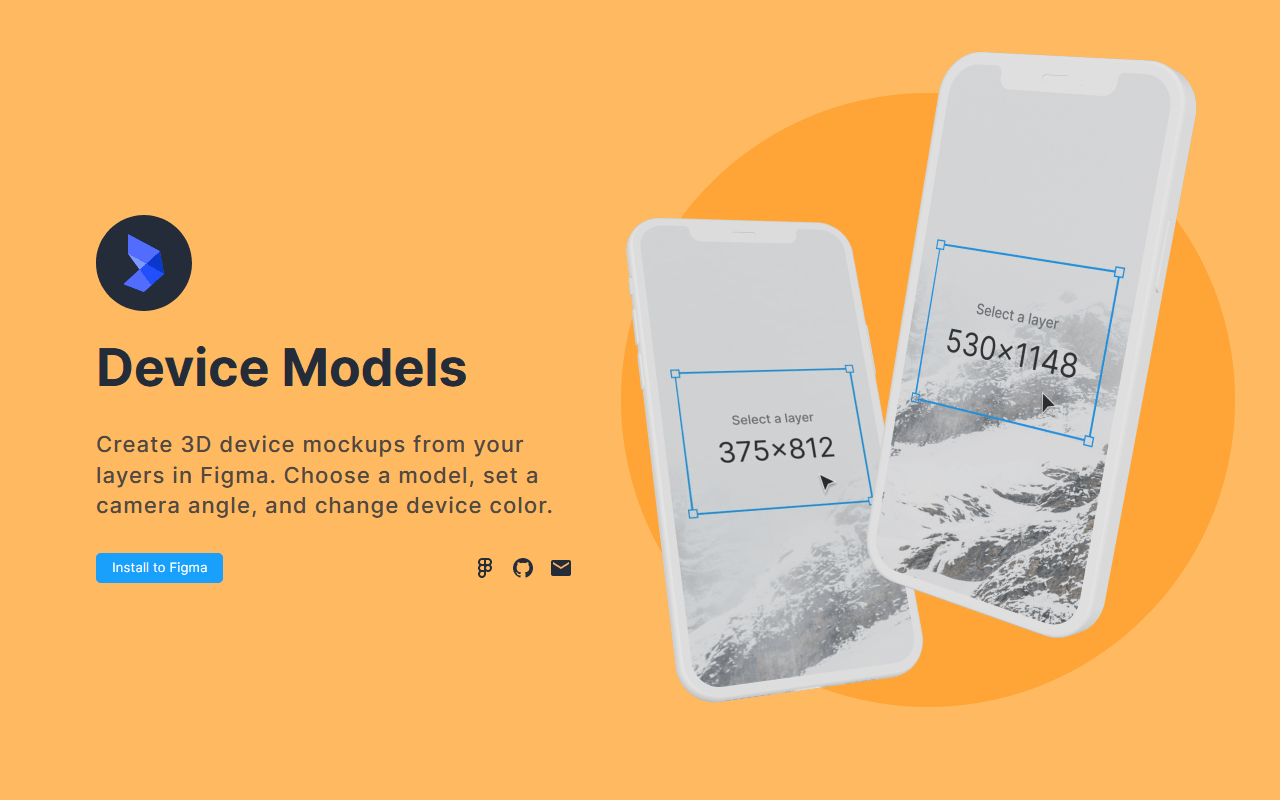 Device Models
Create 3D device mockups from your
layers in Figma. Choose a model, set a
camera angle, and change device color.
Install to Figma
Select a layer
375×812
Select a layer
530×1148